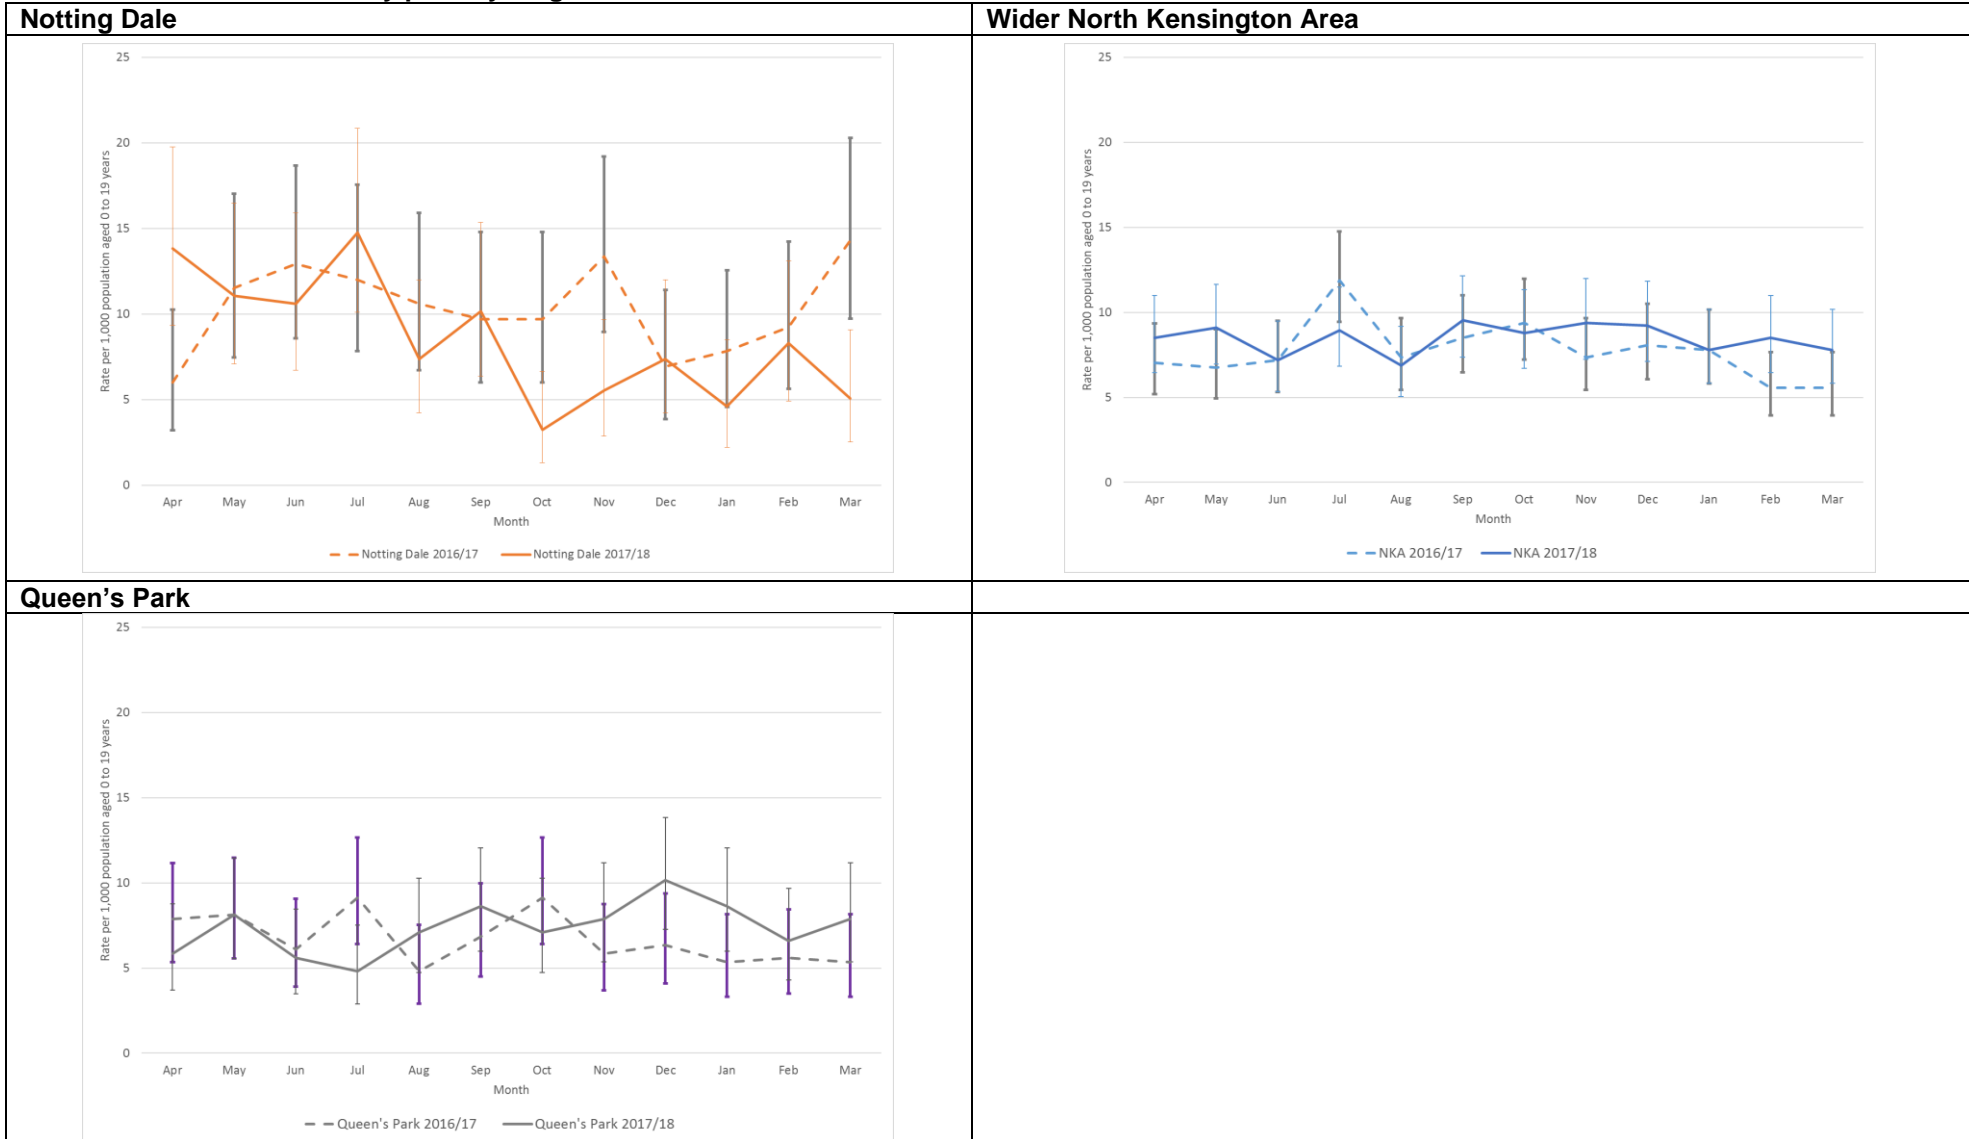 Notting Dale
Wider North Kensington Area
25
20
15
10
5
0
Rate per 1,000 population aged 0 to 19 years
Apr May Jun Jul Aug Sep Oct Nov Dec Jan Feb Mar
Month
Notting Dale 2016/17 Notting Dale 2017/18
25
20
15
10
5
0
Rate per 1,000 population aged 0 to 19 years
Apr May Jun Jul Aug Sep Oct Nov Dec Jan Feb Mar
Month
NKA 2016/17 NKA 2017/18
Queen's Park
25
20
15
10
5
0
Rate per 1,000 population aged 0 to 19 years
Apr May Jun Jul Aug Sep Oct Nov Dec Jan Feb Mar
Month
Queen's Park 2016/17 Queen's Park 2017/18